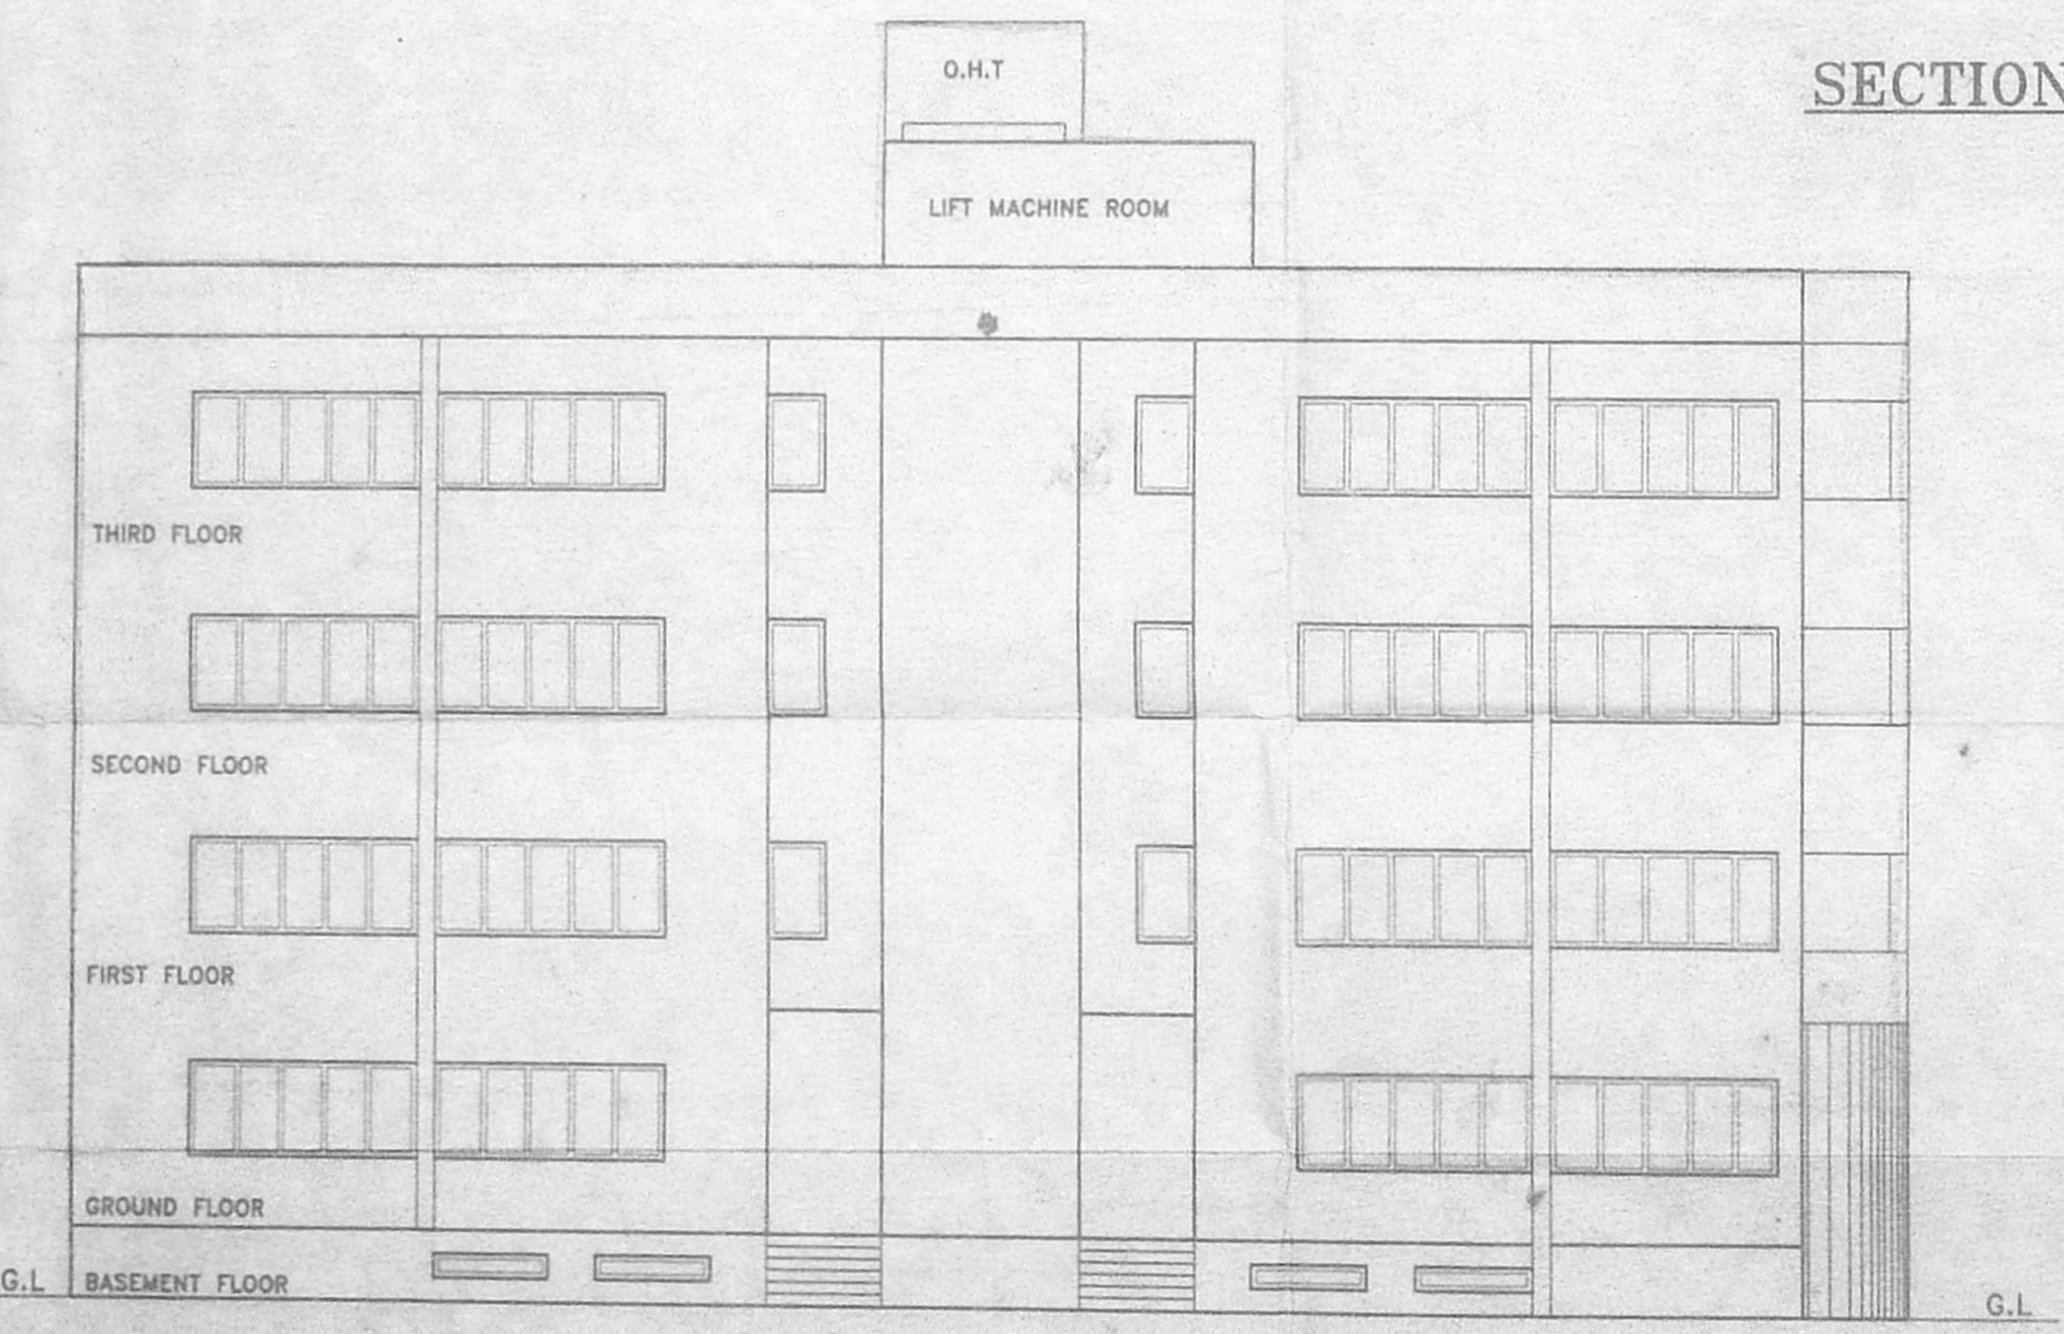 O.H.T
SECTION
LIFT MACHINE ROOM
THIRD FLOOR
SECOND FLOOR
FIRST FLOOR
GROUND FLOOR
G.L
BASEMENT FLOOR
G.L